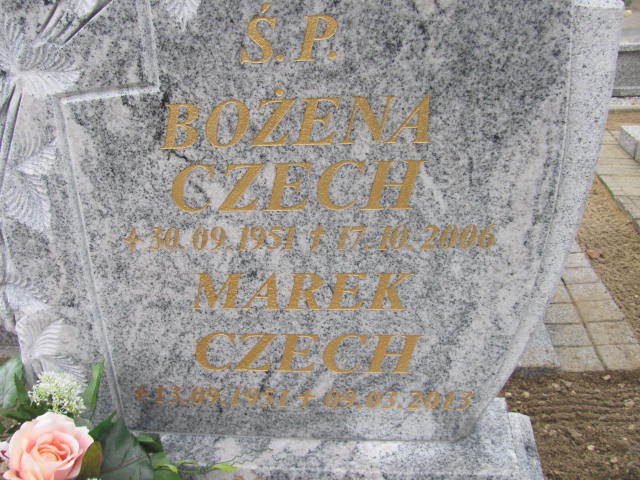 Ś.P.
BOŻENA
CZECH
+30.09.1951 †17.10.2006
MAREK
CZECH
+13.09.1951 +09.03.2013